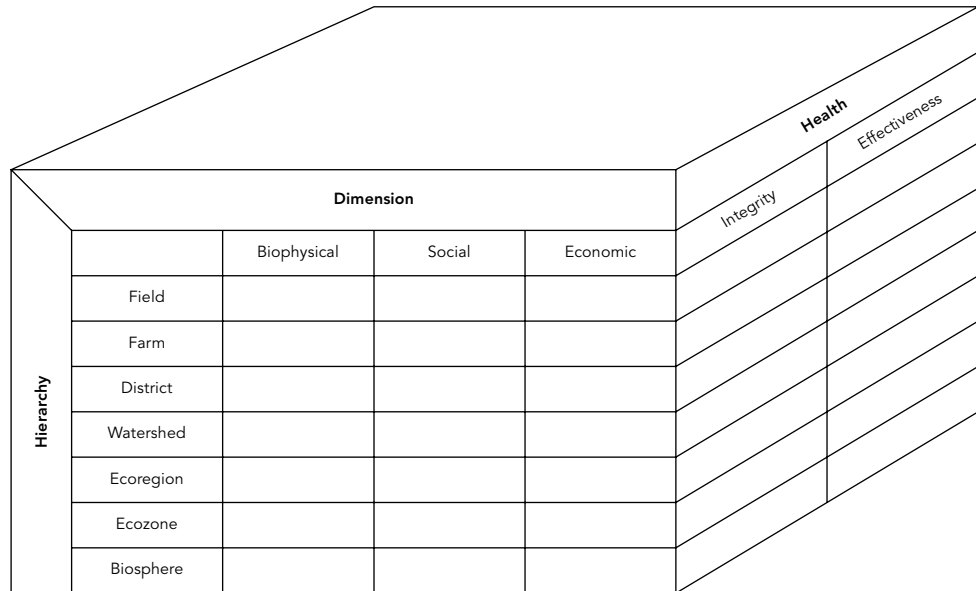 Health
Effectiveness
Dimension
Integrity
Biophysical Social Economic
Field
Farm
District
Hierarchy
Watershed
Ecoregion
Ecozone
Biosphere